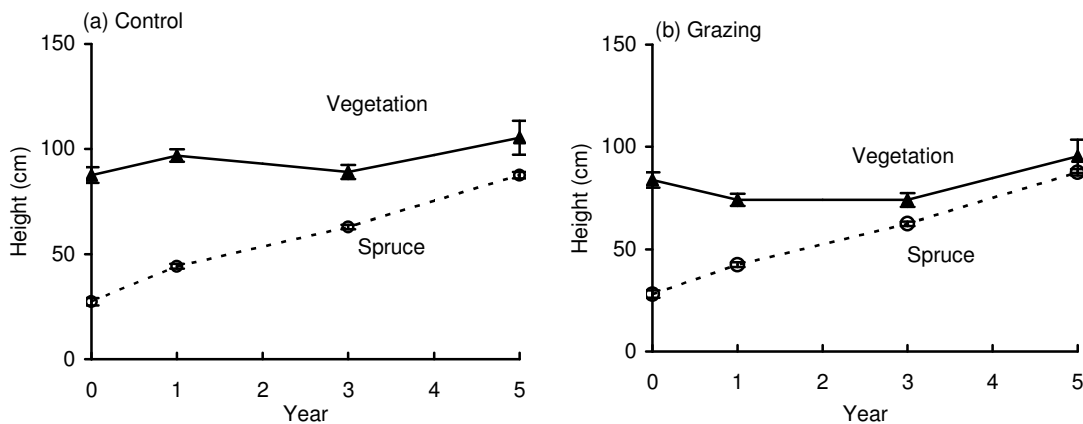 (a) Control
150
100
50
0
Height (cm)
Vegetation
Spruce
0 1 2 3 4 5
Year
(b) Grazing
150
100
50
0
Height (cm)
Vegetation
Spruce
0 1 2 3 4 5
Year